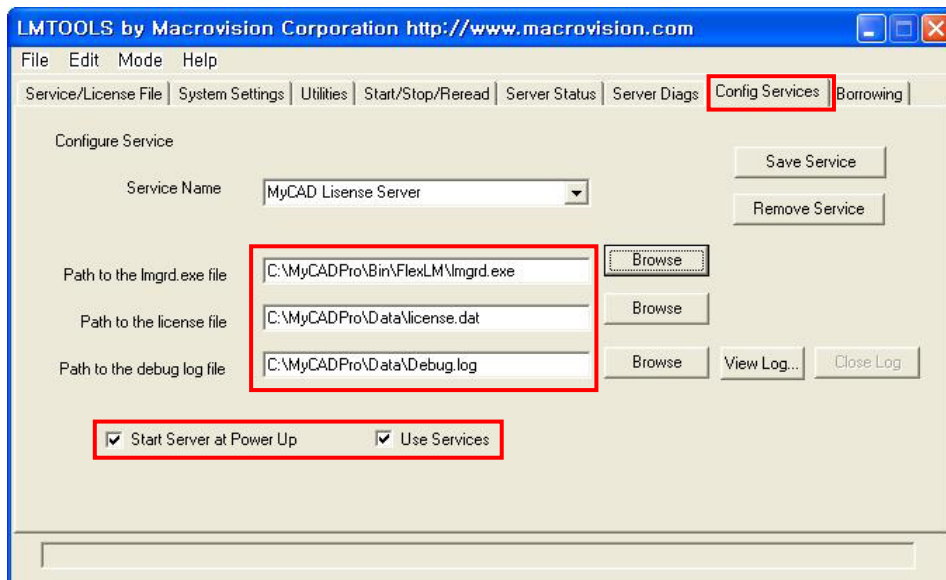 LMTOOLS by Macrovision Corporation http://www.macrovision.com
File Edit Mode Help
Service/License File System Settings Utilities Start/Stop/Reread Server Status Server Diags Config Services Borrowing
Configure Service
Save Service
Service Name MyCAD Lisense Server
Remove Service
Path to the lmgrd.exe file C:\MyCADPro\Bin\FlexLM\lmgrd.exe Browse
Path to the license file C:\MyCADPro\Data\license.dat Browse
Path to the debug log file C:\MyCADPro\Data\Debug.log Browse View Log... Close Log
Start Server at Power Up Use Services